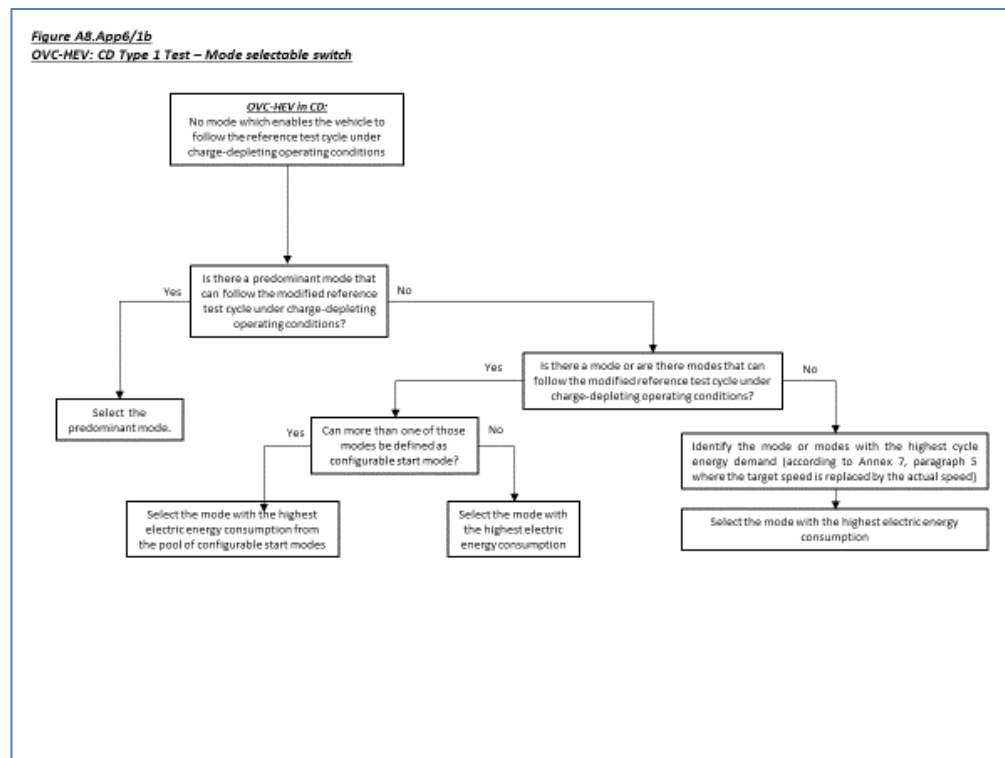 Figure A8.App6/1b
OVC-HEV: CD Type 1 Test – Mode selectable switch
OVC-HEV in CD:
No mode which enables the vehicle to
follow the reference test cycle under
charge-depleting operating conditions
Is there a predominant mode that
can follow the modified reference
test cycle under charge-depleting
operating conditions?
Yes
No
Select the
predominant mode.
Is there a mode or are there modes that can
follow the modified reference test cycle under
charge-depleting operating conditions?
Yes
No
Can more than one of those
modes be defined as
configurable start mode?
Yes
No
Identify the mode or modes with the highest cycle
energy demand (according to Annex 7, paragraph 5
where the target speed is replaced by the actual speed)
Select the mode with the highest
electric energy consumption from
the pool of configurable start modes
Select the mode with
the highest electric
energy consumption
Select the mode with the highest electric energy
consumption